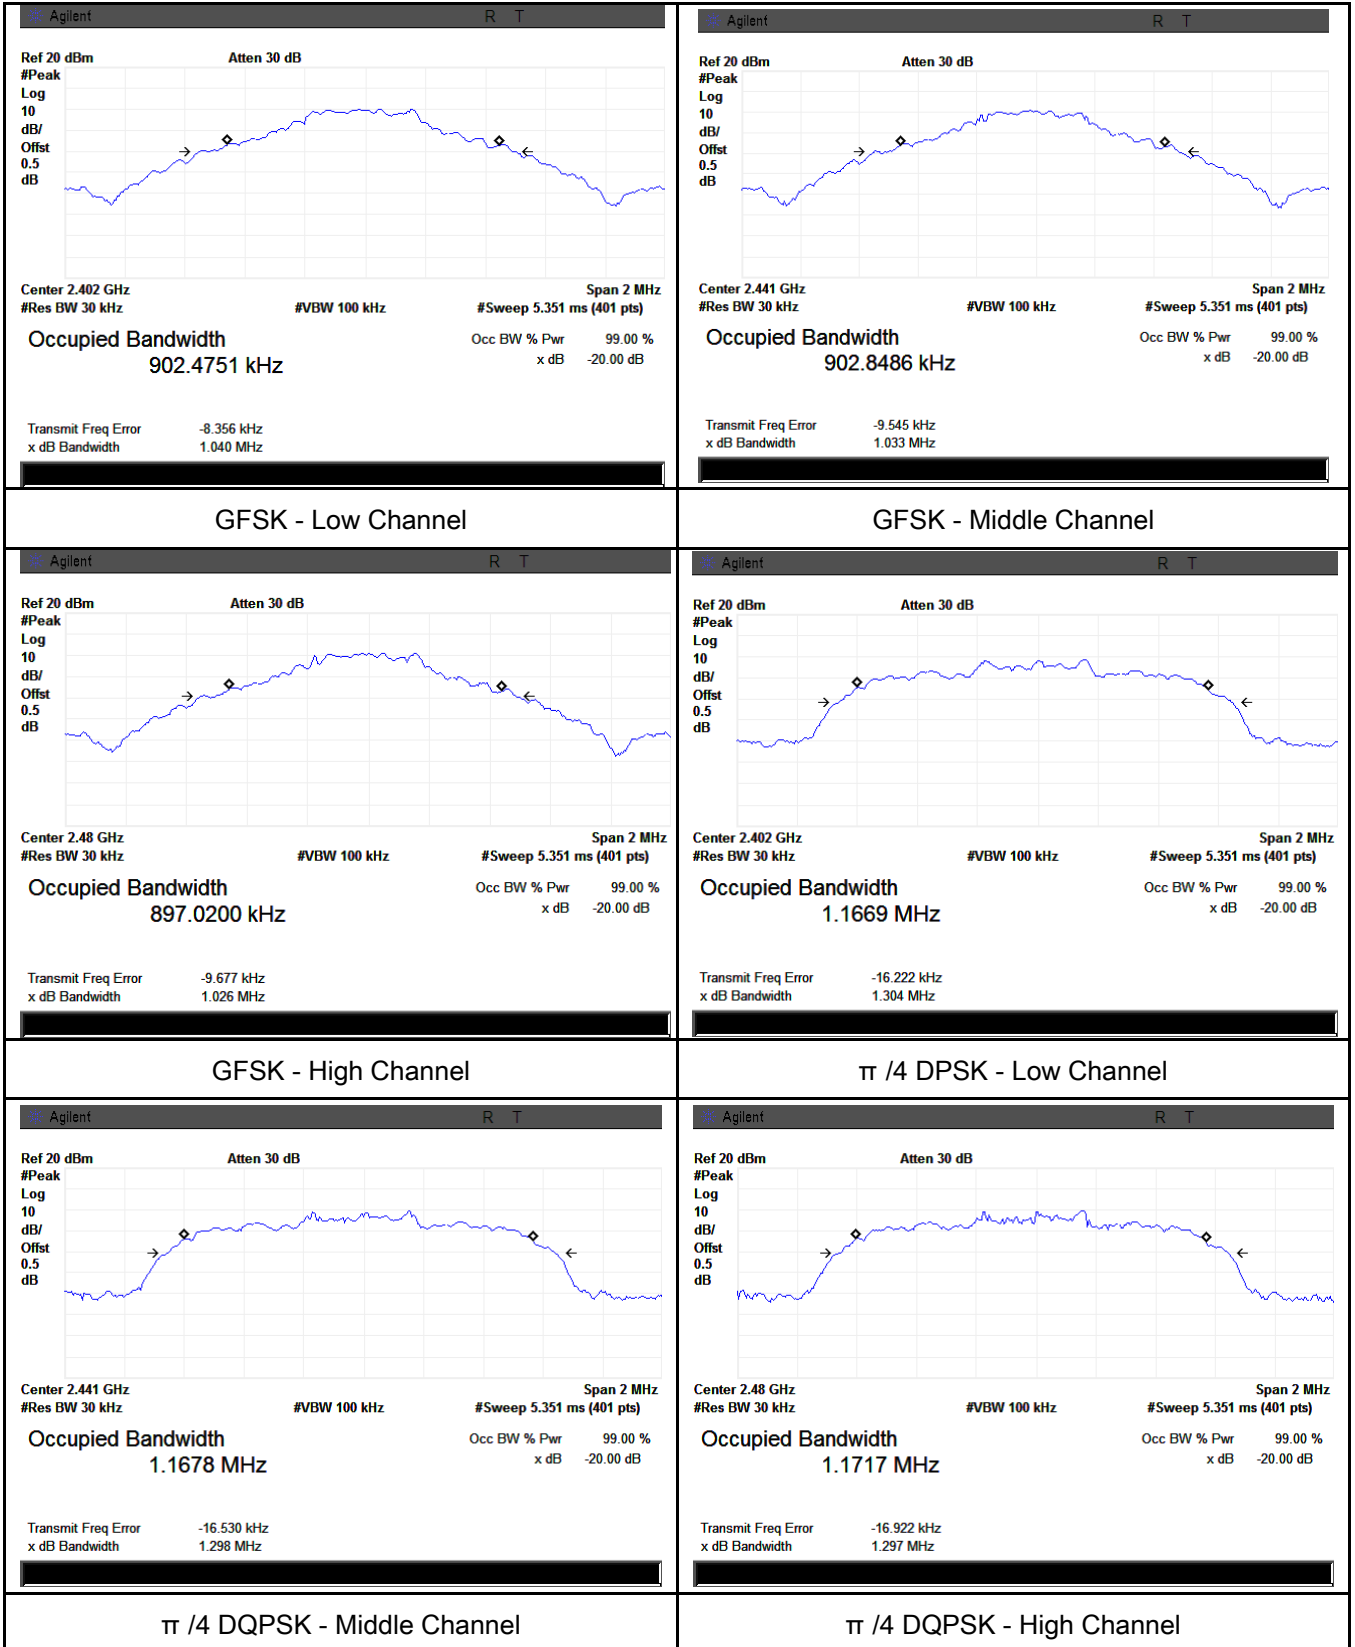 Agilent R T
Ref 20 dBm Atten 30 dB
#Peak
Log
10
dB/
Offst
0.5
dB
Center 2.402 GHz Span 2 MHz
#Res BW 30 kHz #VBW 100 kHz #Sweep 5.351 ms (401 pts)
Occupied Bandwidth Occ BW % Pwr 99.00 %
902.4751 kHz x dB -20.00 dB
Transmit Freq Error -8.356 kHz
x dB Bandwidth 1.040 MHz
GFSK - Low Channel
Agilent R T
Ref 20 dBm Atten 30 dB
#Peak
Log
10
dB/
Offst
0.5
dB
Center 2.441 GHz Span 2 MHz
#Res BW 30 kHz #VBW 100 kHz #Sweep 5.351 ms (401 pts)
Occupied Bandwidth Occ BW % Pwr 99.00 %
902.8486 kHz x dB -20.00 dB
Transmit Freq Error -9.545 kHz
x dB Bandwidth 1.033 MHz
GFSK - Middle Channel
Agilent R T
Ref 20 dBm Atten 30 dB
#Peak
Log
10
dB/
Offst
0.5
dB
Center 2.48 GHz Span 2 MHz
#Res BW 30 kHz #VBW 100 kHz #Sweep 5.351 ms (401 pts)
Occupied Bandwidth Occ BW % Pwr 99.00 %
897.0200 kHz x dB -20.00 dB
Transmit Freq Error -9.677 kHz
x dB Bandwidth 1.026 MHz
GFSK - High Channel
Agilent R T
Ref 20 dBm Atten 30 dB
#Peak
Log
10
dB/
Offst
0.5
dB
Center 2.402 GHz Span 2 MHz
#Res BW 30 kHz #VBW 100 kHz #Sweep 5.351 ms (401 pts)
Occupied Bandwidth Occ BW % Pwr 99.00 %
1.1669 MHz x dB -20.00 dB
Transmit Freq Error -16.222 kHz
x dB Bandwidth 1.304 MHz
π /4 DPSK - Low Channel
Agilent R T
Ref 20 dBm Atten 30 dB
#Peak
Log
10
dB/
Offst
0.5
dB
Center 2.441 GHz Span 2 MHz
#Res BW 30 kHz #VBW 100 kHz #Sweep 5.351 ms (401 pts)
Occupied Bandwidth Occ BW % Pwr 99.00 %
1.1678 MHz x dB -20.00 dB
Transmit Freq Error -16.530 kHz
x dB Bandwidth 1.298 MHz
π /4 DQPSK - Middle Channel
Agilent R T
Ref 20 dBm Atten 30 dB
#Peak
Log
10
dB/
Offst
0.5
dB
Center 2.48 GHz Span 2 MHz
#Res BW 30 kHz #VBW 100 kHz #Sweep 5.351 ms (401 pts)
Occupied Bandwidth Occ BW % Pwr 99.00 %
1.1717 MHz x dB -20.00 dB
Transmit Freq Error -16.922 kHz
x dB Bandwidth 1.297 MHz
π /4 DQPSK - High Channel